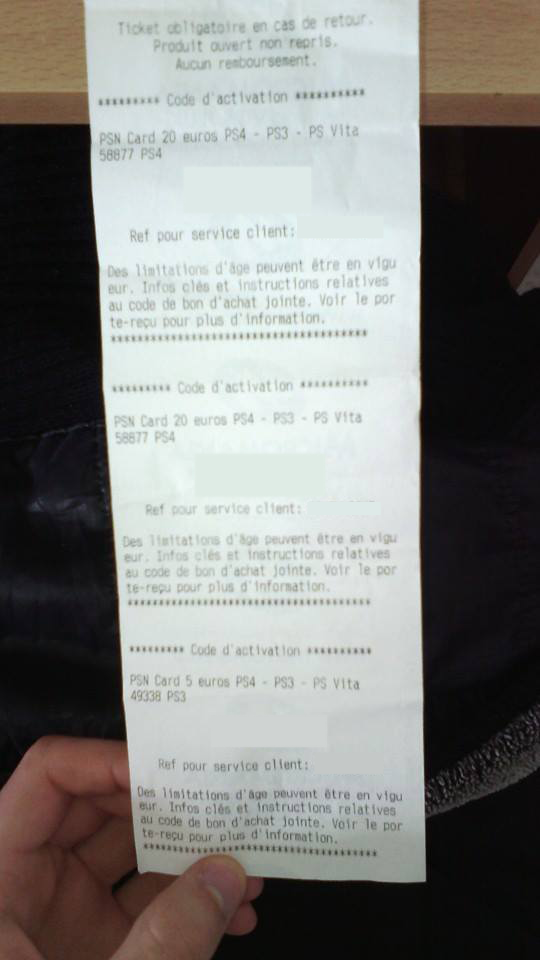 Ticket obligatoire en cas de retour.
Produit ouvert non repris.
Aucun remboursement.
********* Code d'activation **********
PSN Card 20 euros PS4 - PS3 - PS Vita
58877 PS4
Ref pour service client:
Des limitations d'âge peuvent être en vigu
eur. Infos clés et instructions relatives
au code de bon d'achat jointe. Voir le por
te-reçu pour plus d'information.
****************************************
********* Code d'activation **********
PSN Card 20 euros PS4 - PS3 - PS Vita
58877 PS4
Ref pour service client:
Des limitations d'âge peuvent être en vigu
eur. Infos clés et instructions relatives
au code de bon d'achat jointe. Voir le por
te-reçu pour plus d'information.
****************************************
********* Code d'activation **********
PSN Card 5 euros PS4 - PS3 - PS Vita
49338 PS3
Ref pour service client:
Des limitations d'âge peuvent être en vigu
eur. Infos clés et instructions relatives
au code de bon d'achat jointe. Voir le por
te-reçu pour plus d'information.
****************************************